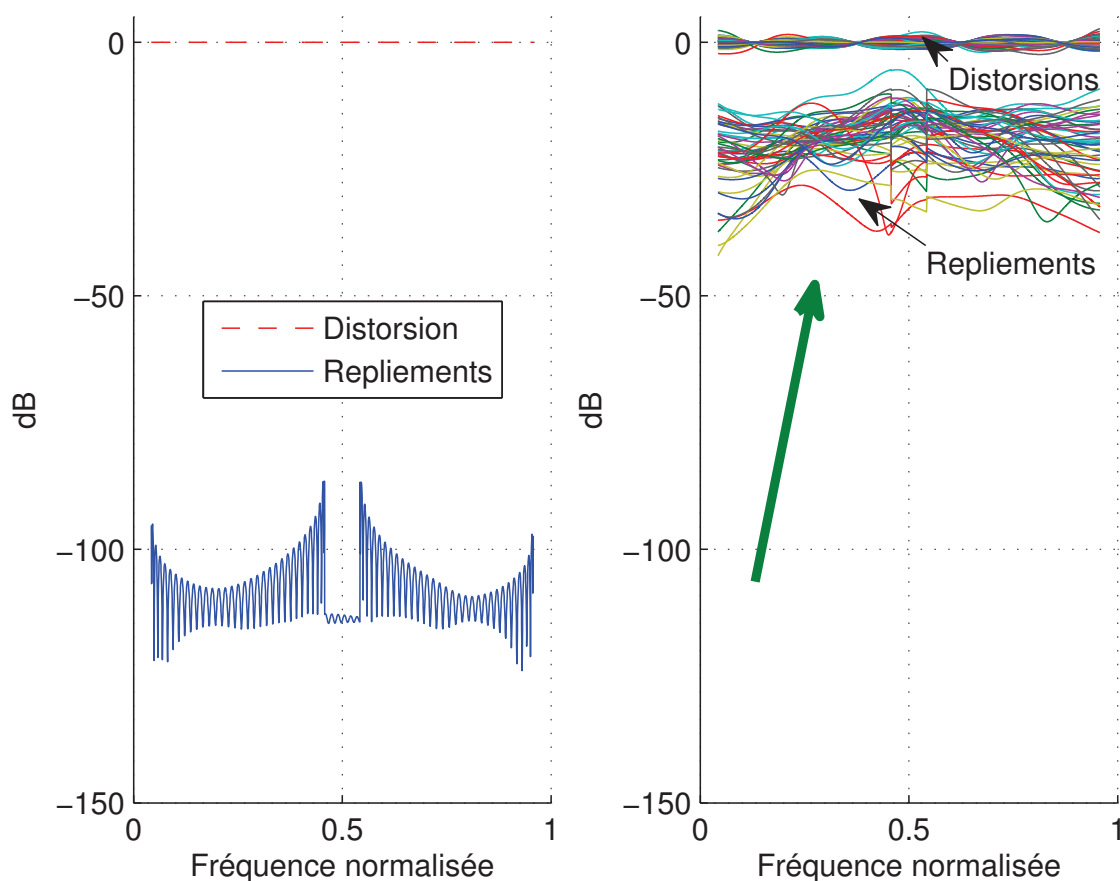 0
−50
−100
−150
dB
Distorsion
Repliements
0
0.5
1
Fréquence normalisée
0
−50
−100
−150
dB
Distorsions
Repliements
0
0.5
1
Fréquence normalisée